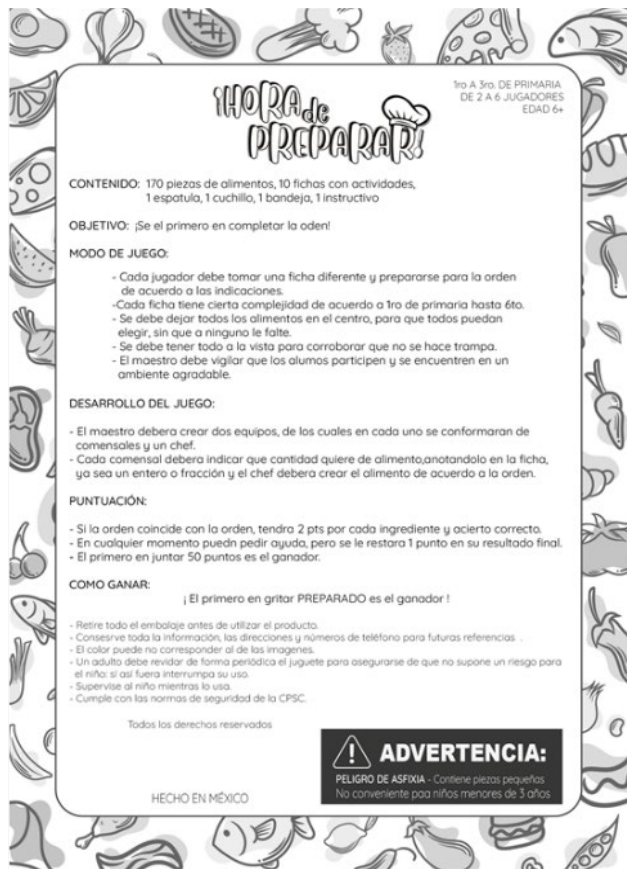 1ro A 3ro. DE PRIMARIA
DE 2 A 6 JUGADORES
EDAD 6+
¡HORA de
PREPARAR!
CONTENIDO: 170 piezas de alimentos, 10 fichas con actividades,
1 espatula, 1 cuchillo, 1 bandeja, 1 instructivo
OBJETIVO: ¡Se el primero en completar la oden!
MODO DE JUEGO:
- Cada jugador debe tomar una ficha diferente y prepararse para la orden
de acuerdo a las indicaciones.
-Cada ficha tiene cierta complejidad de acuerdo a 1ro de primaria hasta 6to.
- Se debe dejar todos los alimentos en el centro, para que todos puedan
elegir, sin que a ninguno le falte.
- Se debe tener todo a la vista para corroborar que no se hace trampa.
- El maestro debe vigilar que los alumos participen y se encuentren en un
ambiente agradable.
DESARROLLO DEL JUEGO:
- El maestro debera crear dos equipos, de los cuales en cada uno se conformaran de
comensales y un chef.
- Cada comensal debera indicar que cantidad quiere de alimento,anotandolo en la ficha,
ya sea un entero o fracción y el chef debera crear el alimento de acuerdo a la orden.
PUNTUACIÓN:
- Si la orden coincide con la orden, tendra 2 pts por cada ingrediente y acierto correcto.
- En cualquier momento puedn pedir ayuda, pero se le restara 1 punto en su resultado final.
- El primero en juntar 50 puntos es el ganador.
COMO GANAR:
¡ El primero en gritar PREPARADO es el ganador !
- Retire todo el embalaje antes de utilizar el producto.
- Consesrve toda la información, las direcciones y números de teléfono para futuras referencias .
- El color puede no corresponder al de las imagenes.
- Un adulto debe revidar de forma periódica el juguete para asegurarse de que no supone un riesgo para
el niño: si así fuera interrumpa su uso.
- Supervise al niño mientras lo usa.
- Cumple con las normas de seguridad de la CPSC.
Todos los derechos reservados
ADVERTENCIA:
PELIGRO DE ASFIXIA - Contiene piezas pequeñas
No conveniente paa niños menores de 3 años
HECHO EN MÉXICO